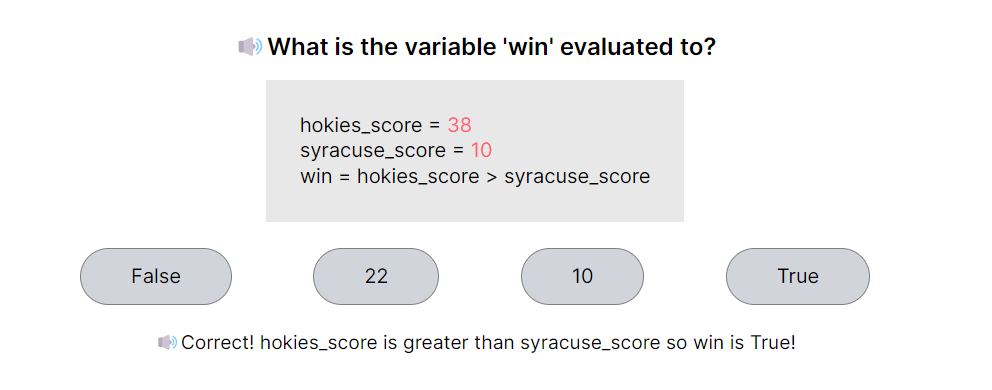 What is the variable 'win' evaluated to?
hokies_score = 38
syracuse_score = 10
win = hokies_score > syracuse_score
False 22 10 True
Correct! hokies_score is greater than syracuse_score so win is True!